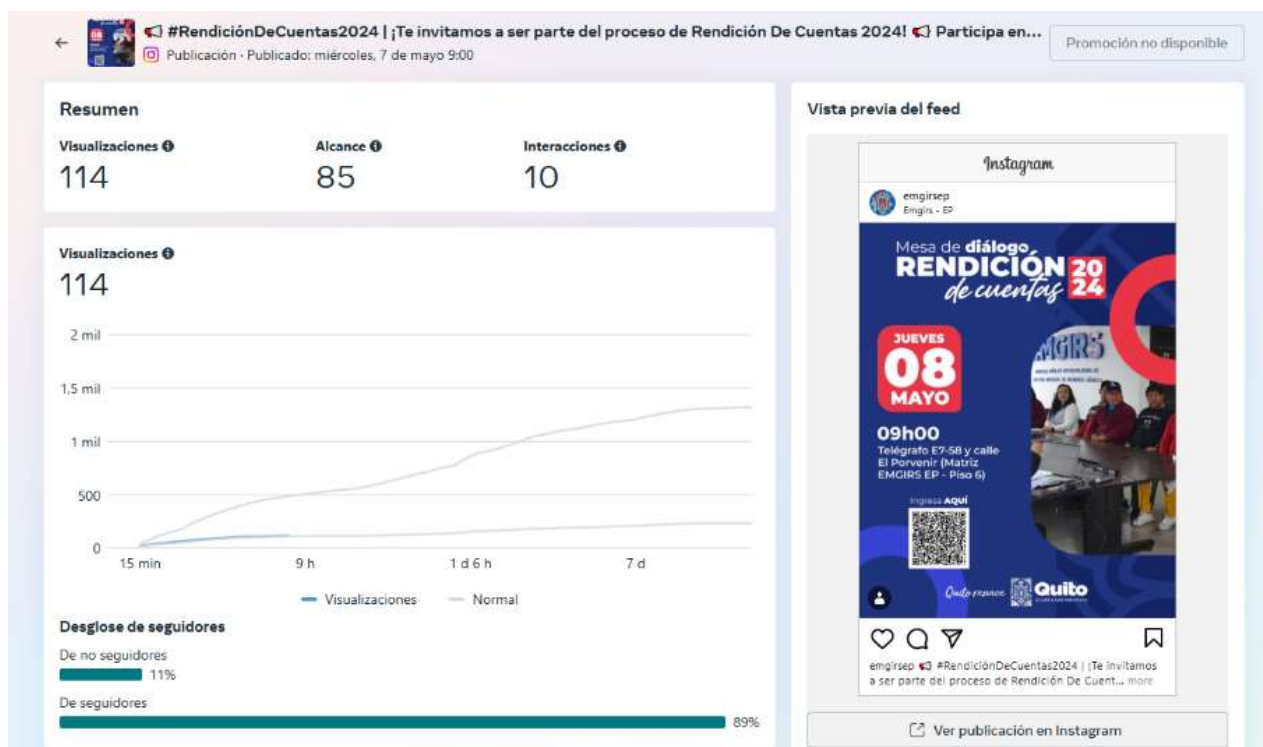 📢 #RendiciónDeCuentas2024 | ¡Te invitamos a ser parte del proceso de Rendición De Cuentas 2024! 📢 Participa en...
Publicación · Publicado: miércoles, 7 de mayo 9:00
Promoción no disponible
Resumen
Visualizaciones
Alcance
Interacciones
114
85
10
Visualizaciones
114
2 mil
1,5 mil
1 mil
500
0
15 min
9 h
1 d 6 h
7 d
Visualizaciones
Normal
Desglose de seguidores
De no seguidores
11%
De seguidores
89%
Vista previa del feed
Instagram
emgirsep
Emgirs - EP
Mesa de diálogo
RENDICIÓN
de cuentas
20
24
JUEVES
08
MAYO
EMGIRS
09h00
Telégrafo E7-58 y calle
El Porvenir (Matriz
EMGIRS EP - Piso 6)
Ingresa AQUÍ
Quito renace
Quito
emgirsep 📢 #RendiciónDeCuentas2024 | ¡Te invitamos
a ser parte del proceso de Rendición De Cuent... more
Ver publicación en Instagram